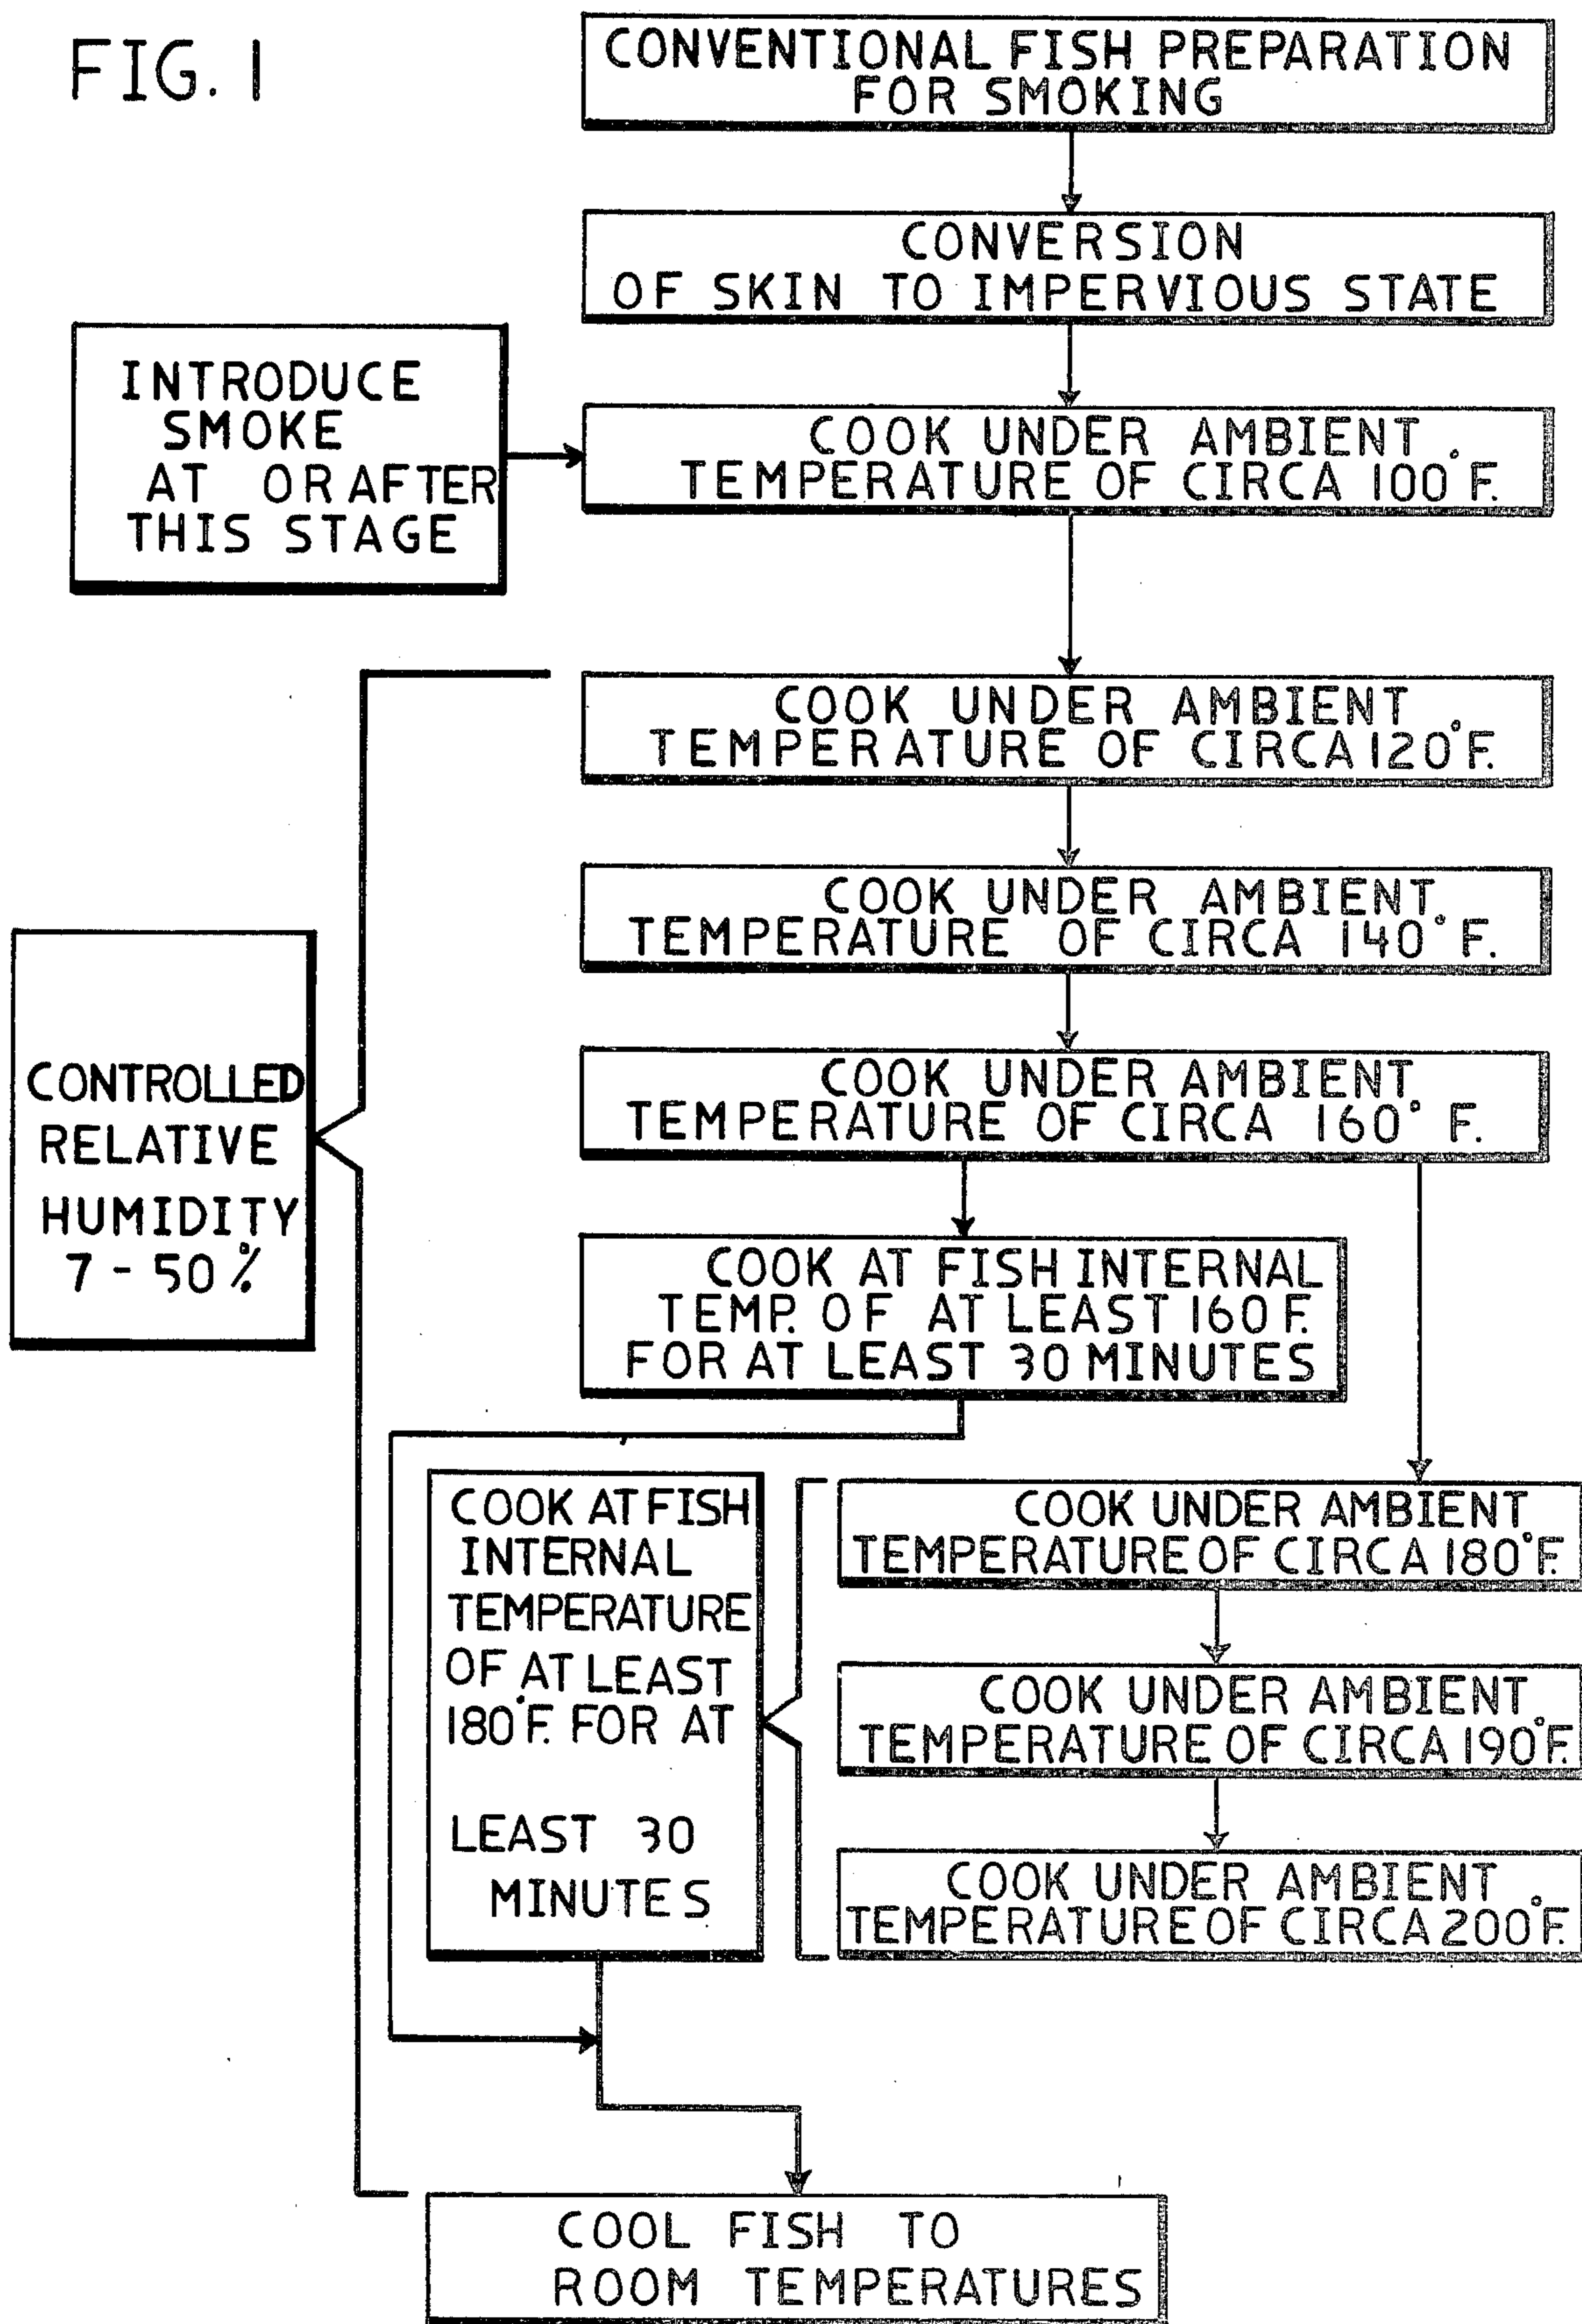 FIG. 1
CONVENTIONAL FISH PREPARATION
FOR SMOKING
CONVERSION
OF SKIN TO IMPERVIOUS STATE
INTRODUCE
SMOKE
AT OR AFTER
THIS STAGE
COOK UNDER AMBIENT
TEMPERATURE OF CIRCA 100°F.
COOK UNDER AMBIENT
TEMPERATURE OF CIRCA 120°F.
COOK UNDER AMBIENT
TEMPERATURE OF CIRCA 140°F.
COOK UNDER AMBIENT
TEMPERATURE OF CIRCA 160° F.
CONTROLLED
RELATIVE
HUMIDITY
7 - 50%
COOK AT FISH INTERNAL
TEMP. OF AT LEAST 160 F.
FOR AT LEAST 30 MINUTES
COOK AT FISH
INTERNAL
TEMPERATURE
OF AT LEAST
180°F. FOR AT
LEAST 30
MINUTES
COOK UNDER AMBIENT
TEMPERATURE OF CIRCA 180°F.
COOK UNDER AMBIENT
TEMPERATURE OF CIRCA 190°F.
COOK UNDER AMBIENT
TEMPERATURE OF CIRCA 200°F.
COOL FISH TO
ROOM TEMPERATURES